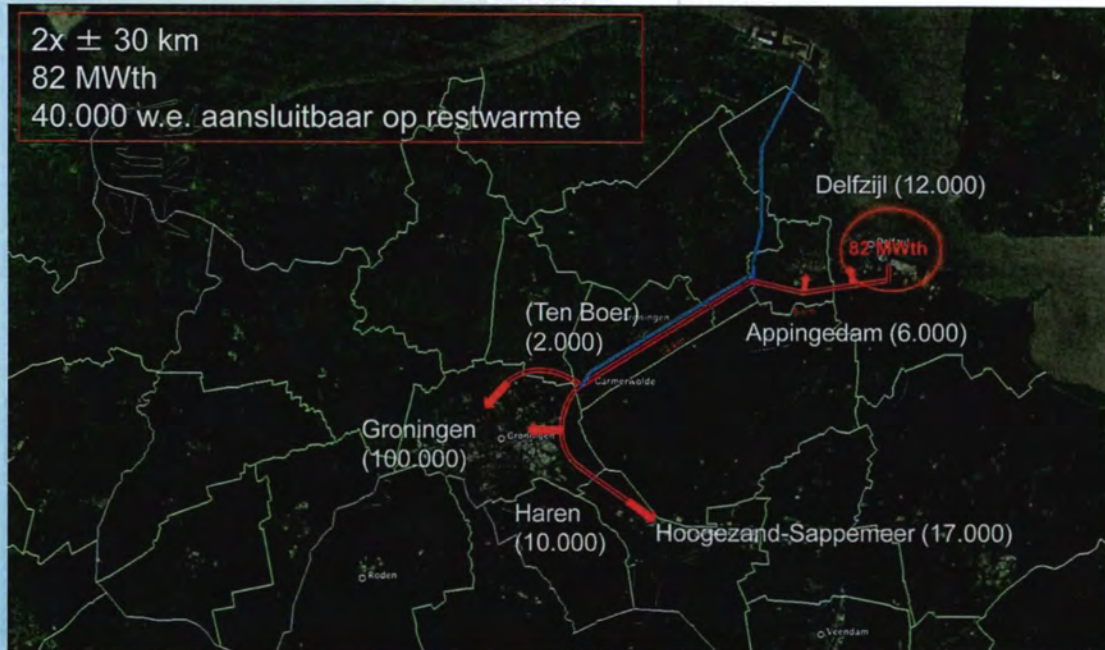 2x ± 30 km
82 MWth
40.000 w.e. aansluitbaar op restwarmte
Delfzijl (12.000)
82 MWth
(Ten Boer)
(2.000)
Appingedam (6.000)
Garmerwolde
Groningen
(100.000)
Groningen
Haren
(10.000)
Hoogezand-Sappemeer (17.000)
Roden
Veendam